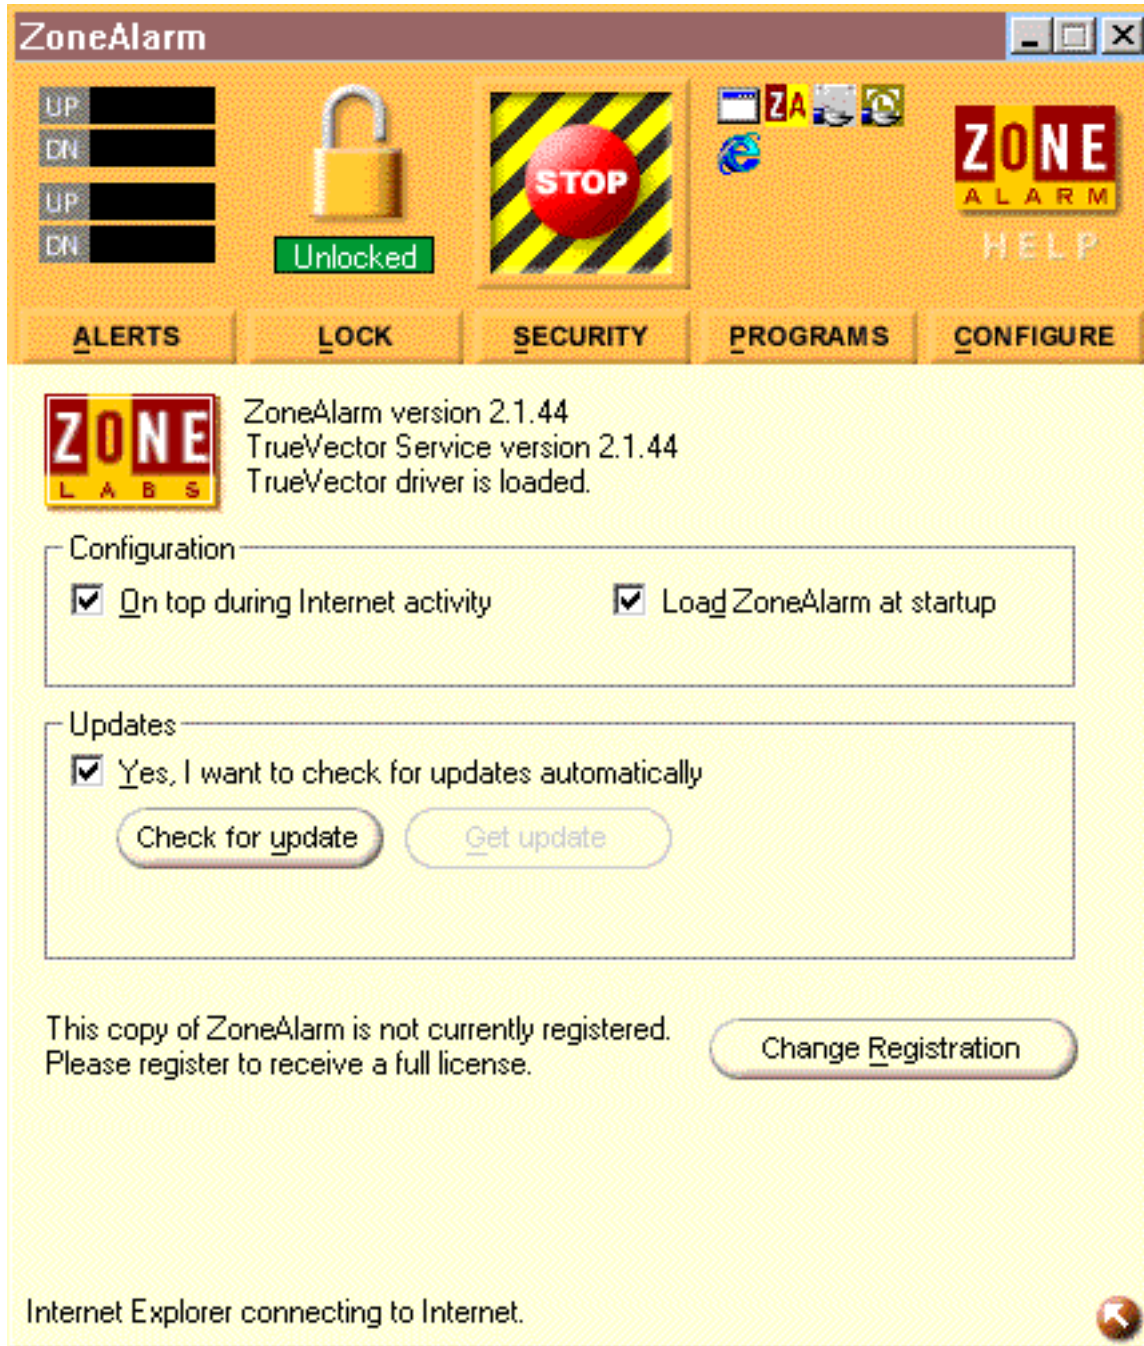 ZoneAlarm
UP
DN
UP
DN
Unlocked
STOP
ZA
ZONE
ALARM
HELP
ALERTS
LOCK
SECURITY
PROGRAMS
CONFIGURE
ZONE
LABS
ZoneAlarm version 2.1.44
TrueVector Service version 2.1.44
TrueVector driver is loaded.
Configuration
On top during Internet activity
Load ZoneAlarm at startup
Updates
Yes, I want to check for updates automatically
Check for update
Get update
This copy of ZoneAlarm is not currently registered.
Please register to receive a full license.
Change Registration
Internet Explorer connecting to Internet.